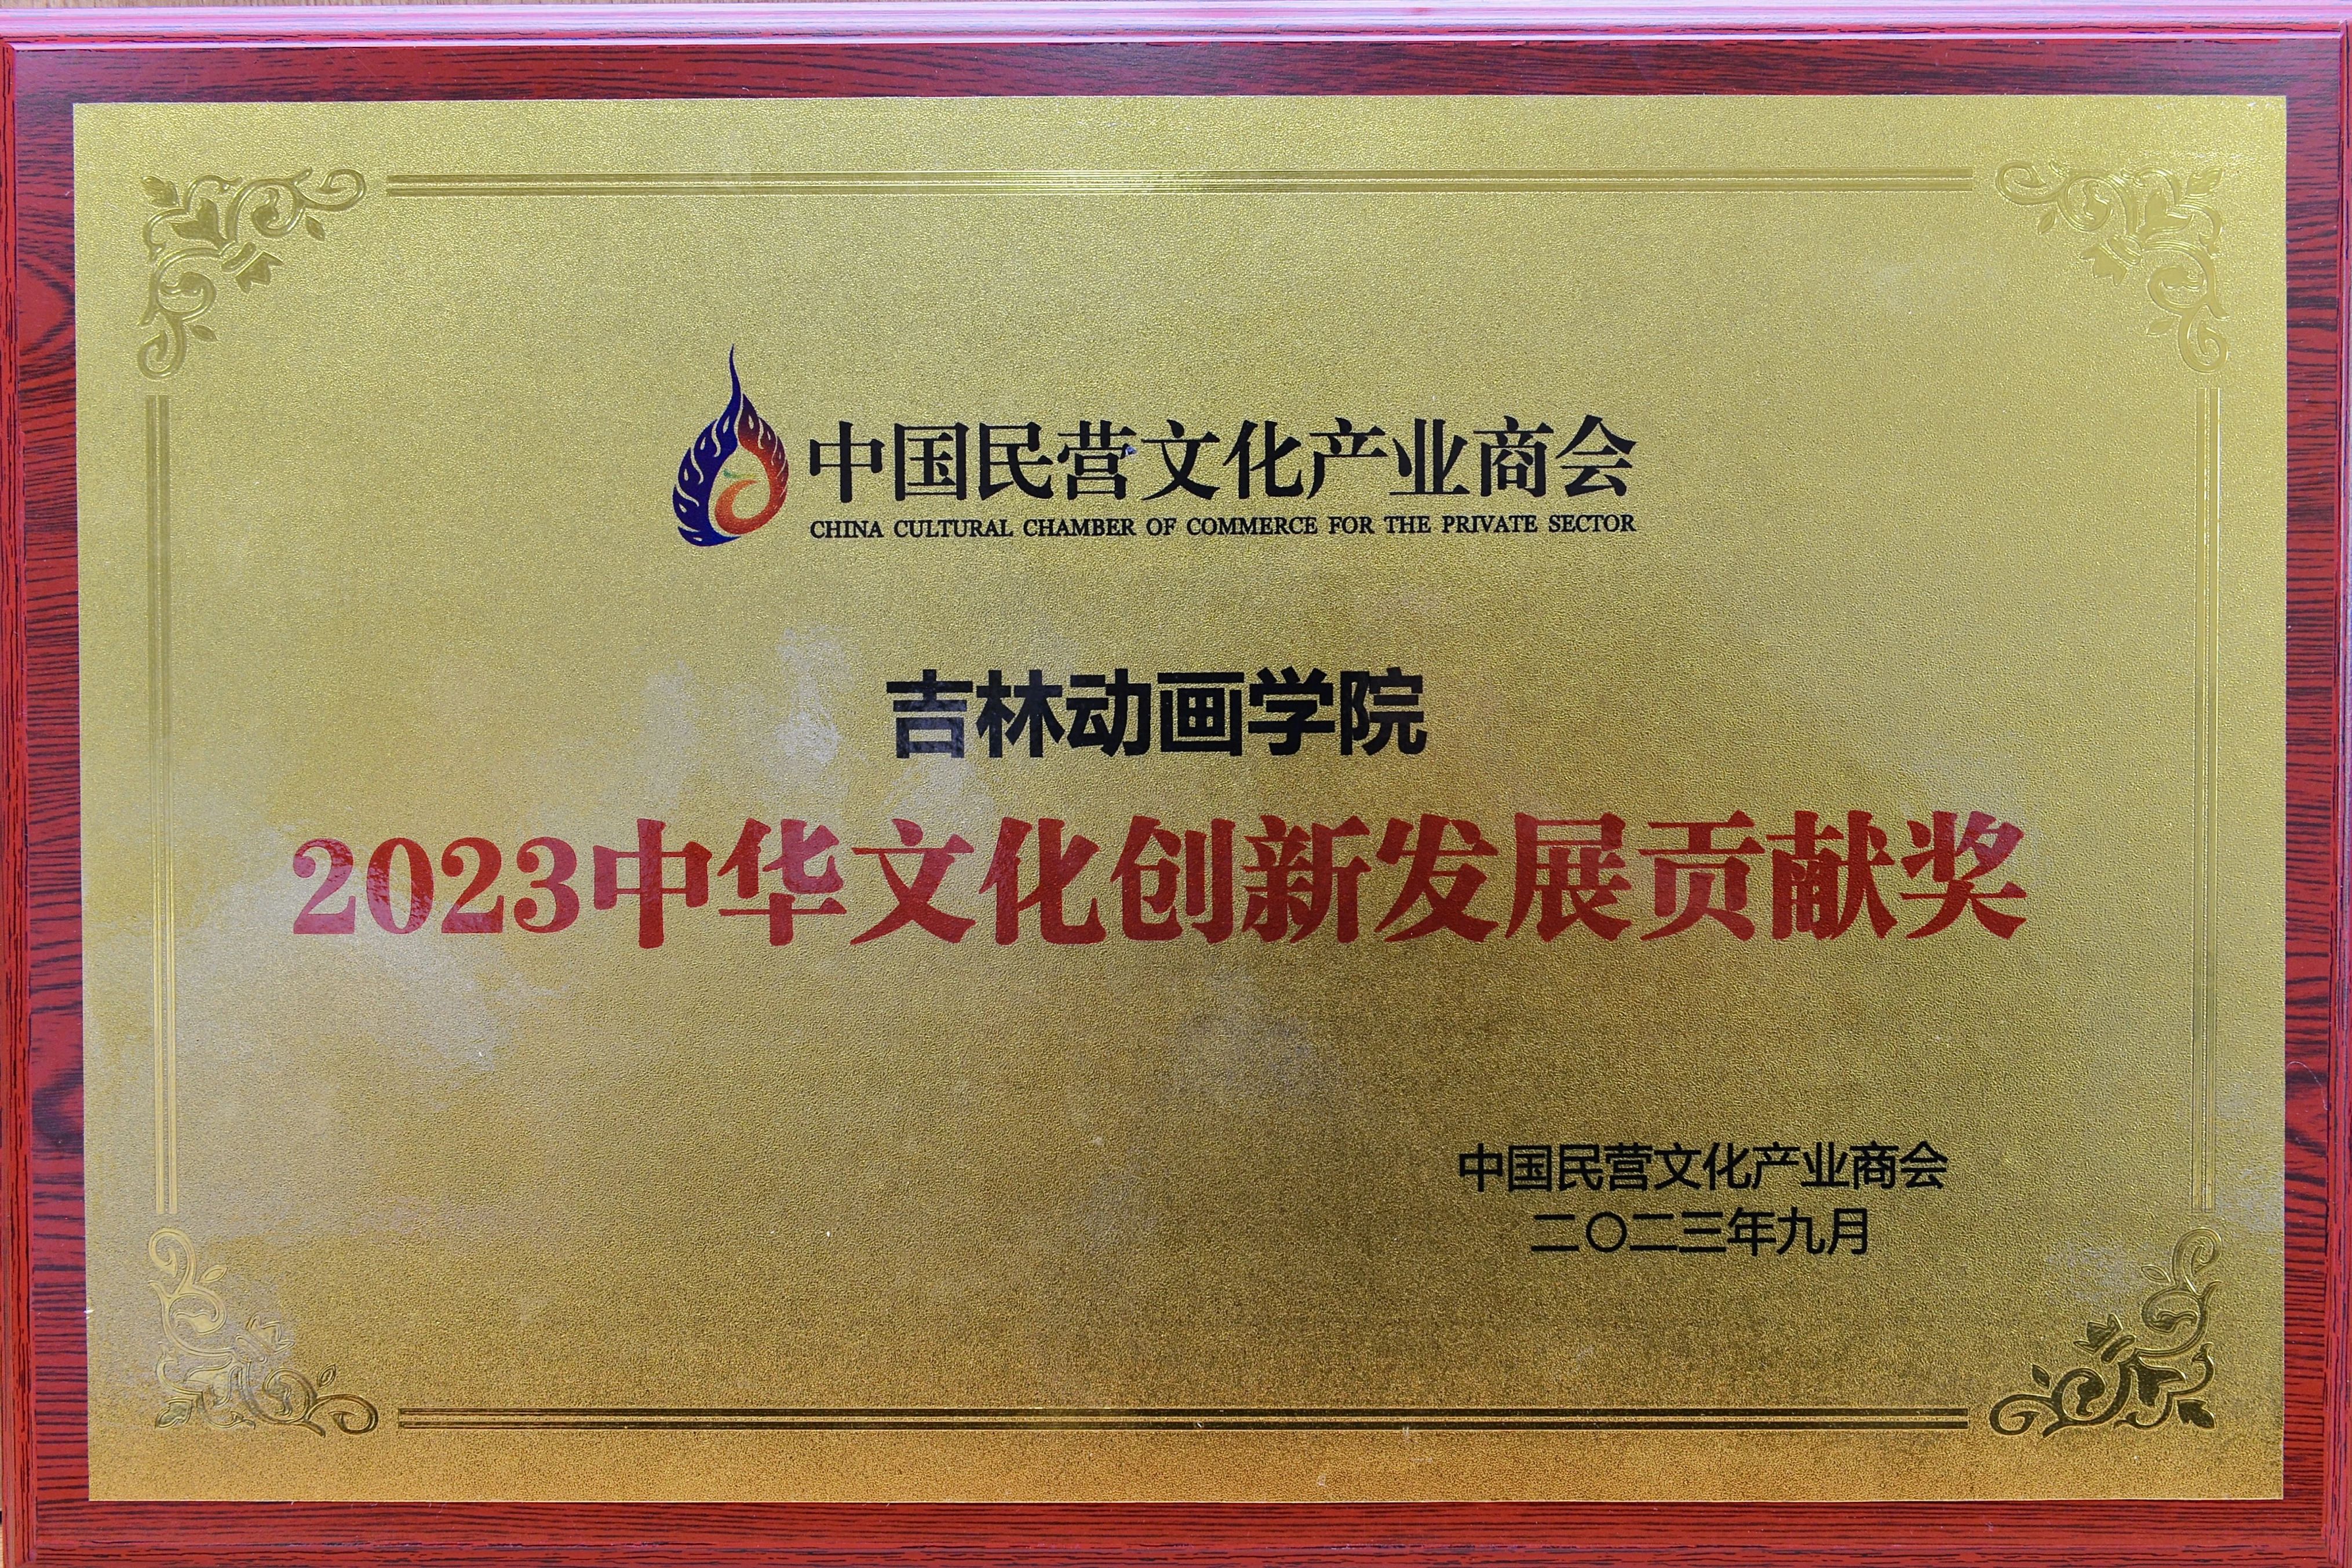 中国民营文化产业商会
CHINA CULTURAL CHAMBER OF COMMERCE FOR THE PRIVATE SECTOR
吉林动画学院
2023中华文化创新发展贡献奖
中国民营文化产业商会
二〇二三年九月